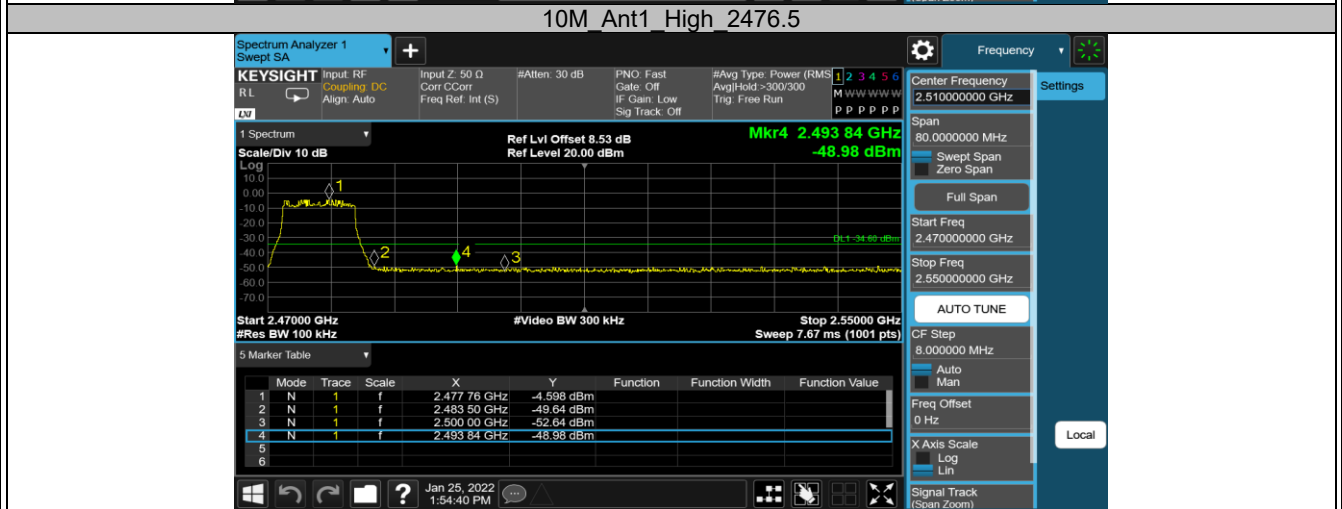 (Span Zoom)
10M_Ant1_High_2476.5
Spectrum Analyzer 1
Swept SA
+
Frequency
KEYSIGHT
RL
LXI
Input: RF
Coupling: DC
Align: Auto
Input Z: 50 Ω
Corr CCorr
Freq Ref: Int (S)
#Atten: 30 dB
PNO: Fast
Gate: Off
IF Gain: Low
Sig Track: Off
#Avg Type: Power (RMS
Avg|Hold:>300/300
Trig: Free Run
1 2 3 4 5 6
M W W W W W
P P P P P P
1 Spectrum
Scale/Div 10 dB
Ref Lvl Offset 8.53 dB
Ref Level 20.00 dBm
Mkr4 2.493 84 GHz
-48.98 dBm
Log
10.0
0.00
-10.0
-20.0
-30.0
-40.0
-50.0
-60.0
-70.0
1
2
4
3
DL1 -34.60 dBm
Start 2.47000 GHz
#Res BW 100 kHz
#Video BW 300 kHz
Stop 2.55000 GHz
Sweep 7.67 ms (1001 pts)
5 Marker Table
Mode Trace Scale X Y Function Function Width Function Value
1 N 1 f 2.477 76 GHz -4.598 dBm
2 N 1 f 2.483 50 GHz -49.64 dBm
3 N 1 f 2.500 00 GHz -52.64 dBm
4 N 1 f 2.493 84 GHz -48.98 dBm
5
6
?
Jan 25, 2022
1:54:40 PM
Center Frequency
2.510000000 GHz
Settings
Span
80.0000000 MHz
Swept Span
Zero Span
Full Span
Start Freq
2.470000000 GHz
Stop Freq
2.550000000 GHz
AUTO TUNE
CF Step
8.000000 MHz
Auto
Man
Freq Offset
0 Hz
X Axis Scale
Log
Lin
Local
Signal Track
(Span Zoom)